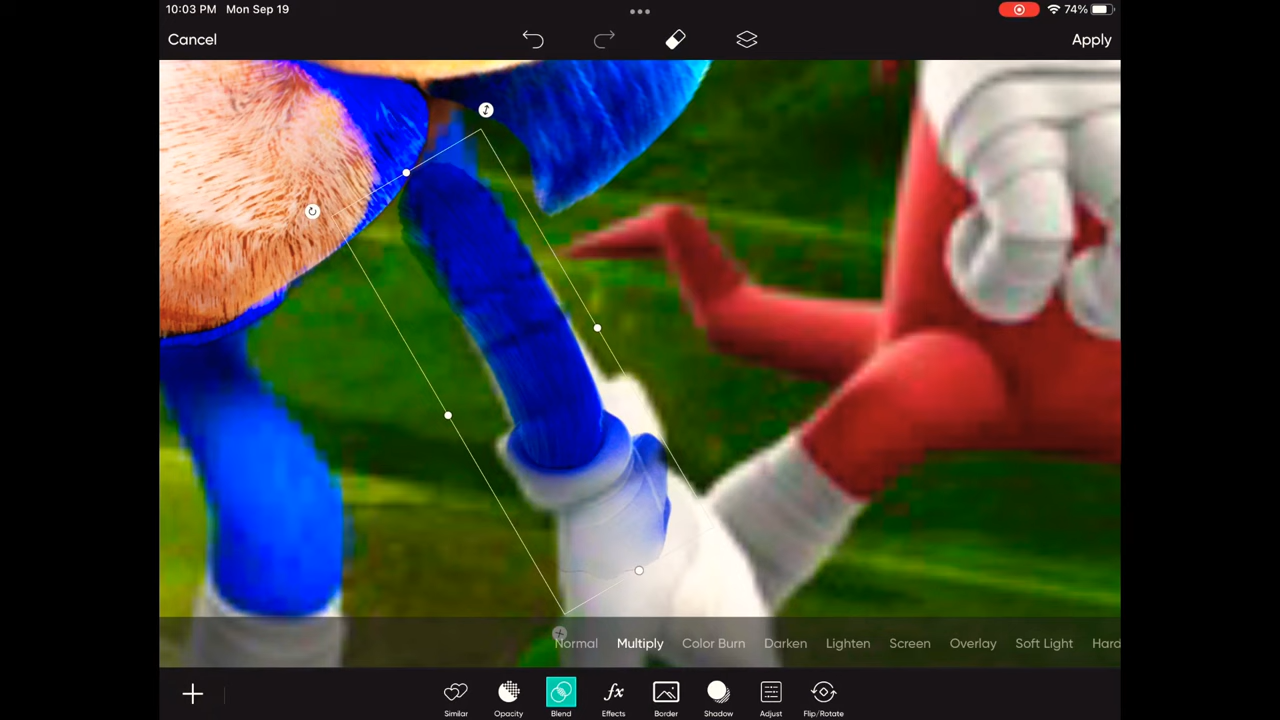 10:03 PM Mon Sep 19
74%
Cancel
Apply
Normal Multiply Color Burn Darken Lighten Screen Overlay Soft Light Hard
Similar Opacity Blend Effects Border Shadow Adjust Flip/Rotate